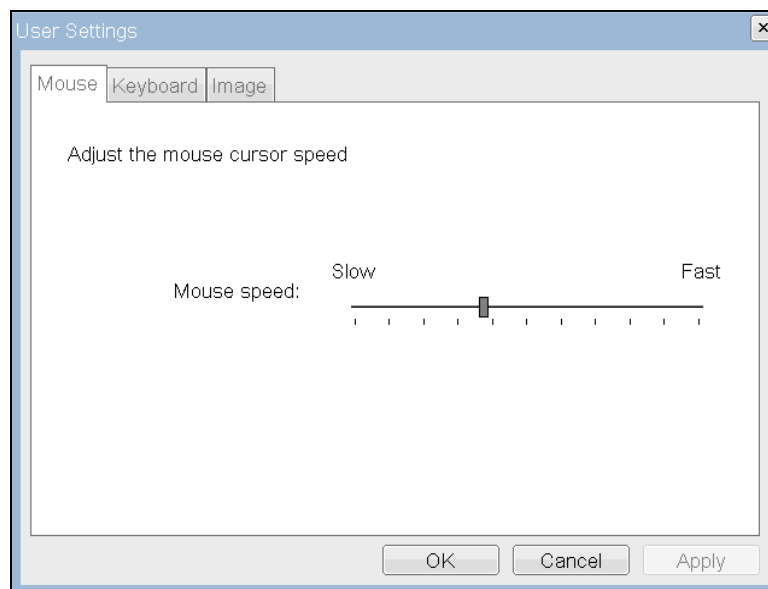 User Settings
Mouse Keyboard Image
Adjust the mouse cursor speed
Slow Fast
Mouse speed:
OK Cancel Apply